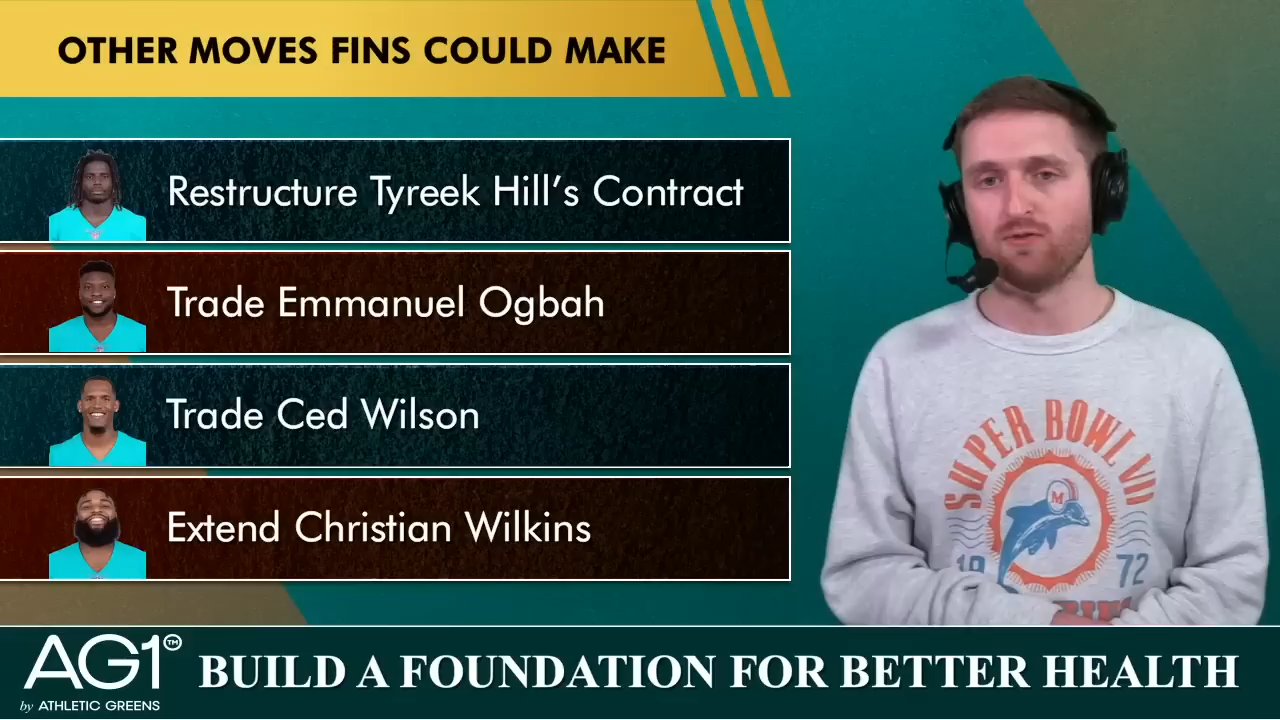 OTHER MOVES FINS COULD MAKE
Restructure Tyreek Hill's Contract
Trade Emmanuel Ogbah
Trade Ced Wilson
Extend Christian Wilkins
SUPER BOWL VII
M
19 72
AG1™ BUILD A FOUNDATION FOR BETTER HEALTH
by ATHLETIC GREENS